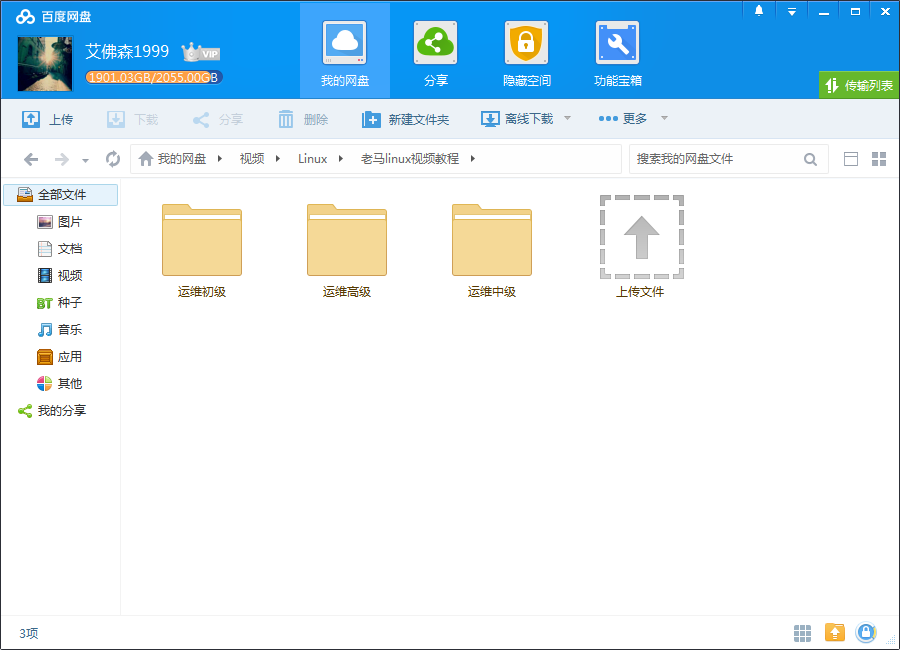 百度网盘
艾佛森1999 VIP
1901.03GB/2055.00GB
我的网盘 分享 隐藏空间 功能宝箱
传输列表
上传 下载 分享 删除 新建文件夹 离线下载 更多
我的网盘 视频 Linux 老马linux视频教程 搜索我的网盘文件
全部文件
图片
文档
视频
BT 种子
音乐
应用
其他
我的分享
运维初级 运维高级 运维中级 上传文件
3项